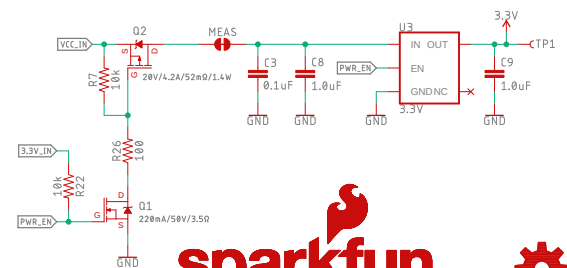 3.3V
Q2
MEAS
U3
VCC_IN
S
D
G
IN OUT
TP1
R7
10k
20V/4.2A/52mΩ/1.4W
C3
0.1uF
C8
1.0uF
PWR_EN
EN
GND NC
3.3V
C9
1.0uF
GND
GND
GND
GND
R26
100
3.3V_IN
10k
R22
D
Q1
G
S
220mA/50V/3.5Ω
PWR_EN
GND
sparkfun